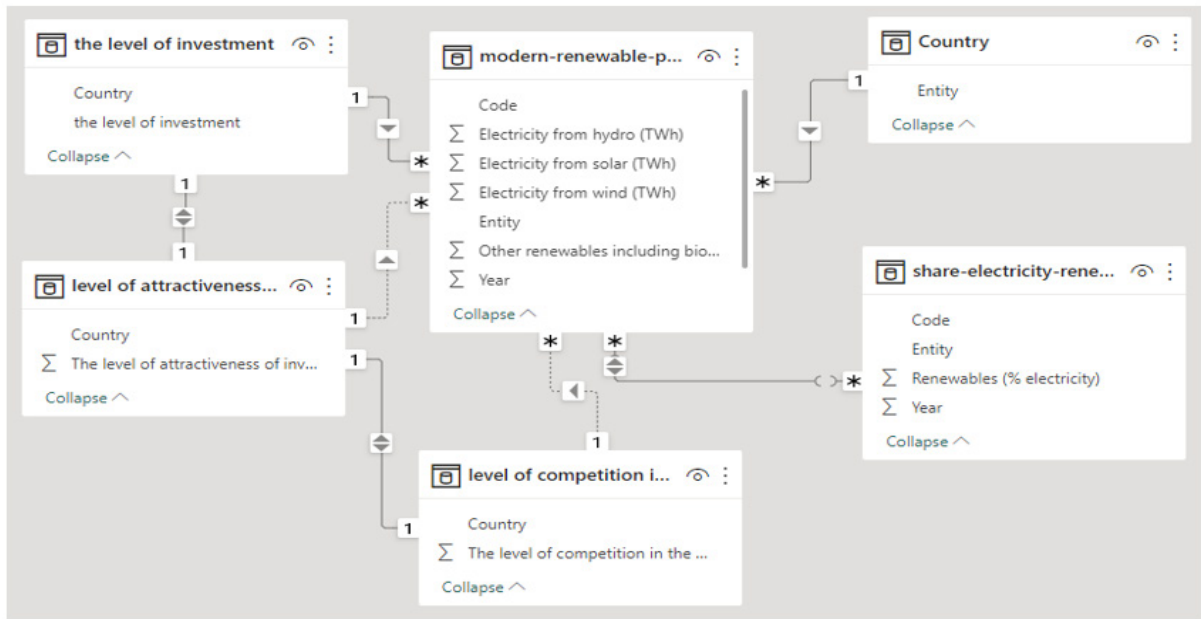 the level of investment
Country
the level of investment
Collapse
1
1
modern-renewable-p...
Code
Electricity from hydro (TWh)
Electricity from solar (TWh)
Electricity from wind (TWh)
Entity
Other renewables including bio...
Year
Collapse
*
*
*
*
*
Country
Entity
Collapse
1
level of attractiveness...
Country
The level of attractiveness of inv...
Collapse
1
1
1
share-electricity-rene...
Code
Entity
Renewables (% electricity)
Year
Collapse
*
level of competition i...
Country
The level of competition in the ...
Collapse
1
1